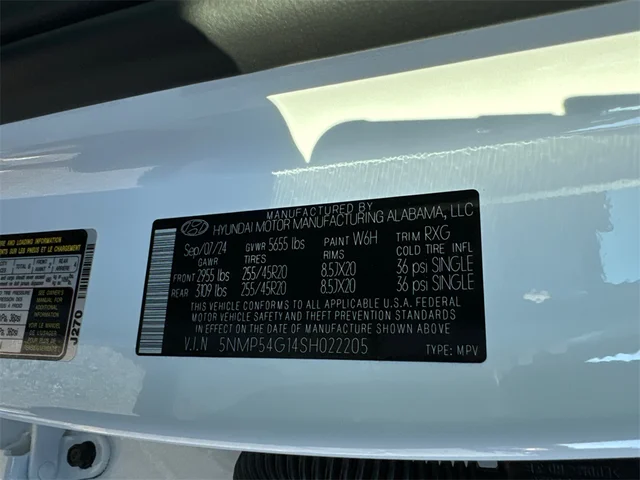 MANUFACTURED BY
HYUNDAI MOTOR MANUFACTURING ALABAMA, LLC
Sep/07/24 GVWR 5655 lbs PAINT W6H TRIM RXG
GAWR TIRES RIMS COLD TIRE INFL
FRONT 2955 lbs 255/45R20 8.5JX20 36 psi SINGLE
REAR 3109 lbs 255/45R20 8.5JX20 36 psi SINGLE
THIS VEHICLE CONFORMS TO ALL APPLICABLE U.S.A. FEDERAL
MOTOR VEHICLE SAFETY AND THEFT PREVENTION STANDARDS
IN EFFECT ON THE DATE OF MANUFACTURE SHOWN ABOVE
V.I.N 5NMP54G14SH022205 TYPE: MPV
AND LOADING INFORMATION
J270